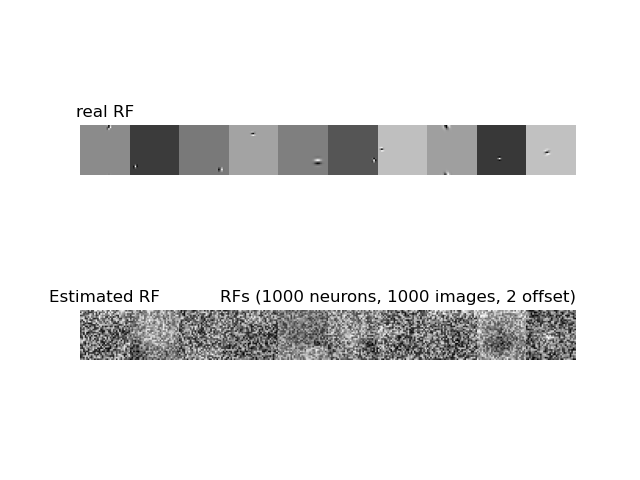 real RF
Estimated RF
RFs (1000 neurons, 1000 images, 2 offset)